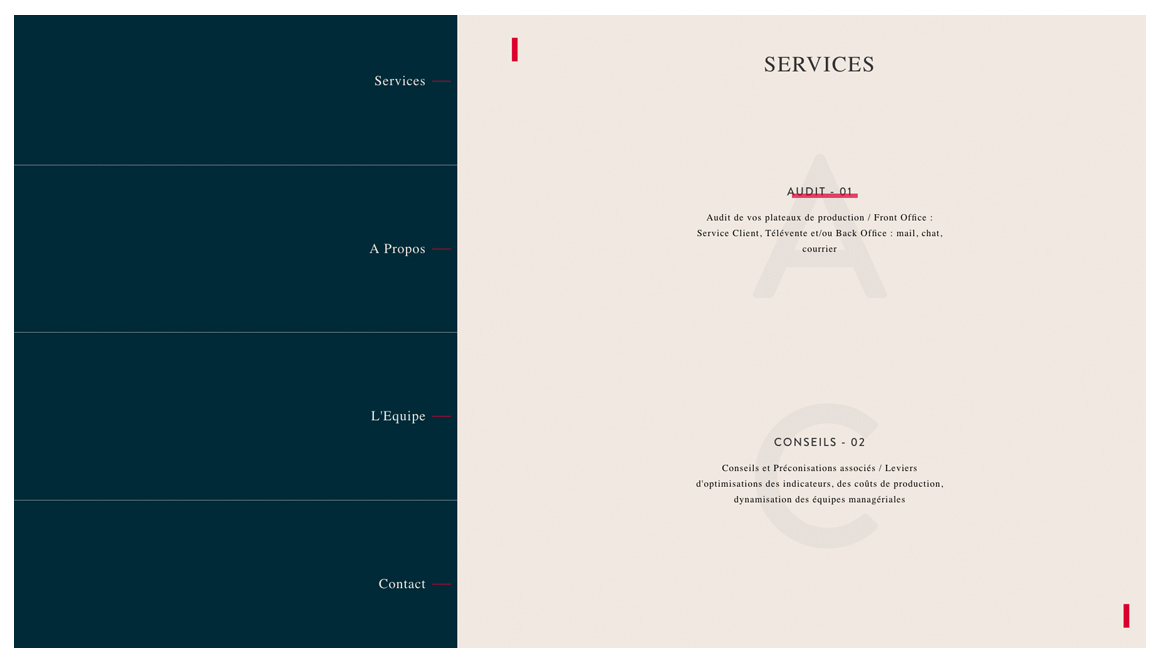 Services
A Propos
L'Equipe
Contact
SERVICES
A
AUDIT - 01
Audit de vos plateaux de production / Front Office :
Service Client, Télévente et/ou Back Office : mail, chat,
courrier
C
CONSEILS - 02
Conseils et Préconisations associés / Leviers
d'optimisations des indicateurs, des coûts de production,
dynamisation des équipes managériales